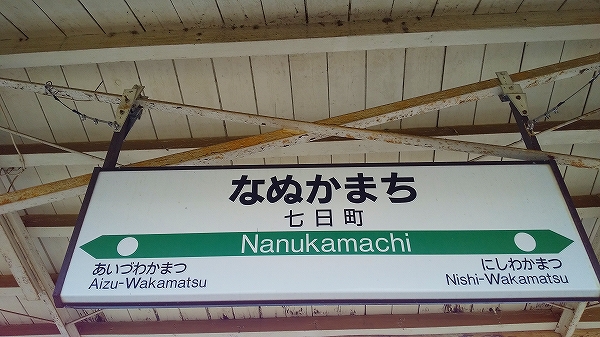 なぬかまち
七日町
Nanukamachi
あいづわかまつ
Aizu-Wakamatsu
にしわかまつ
Nishi-Wakamatsu